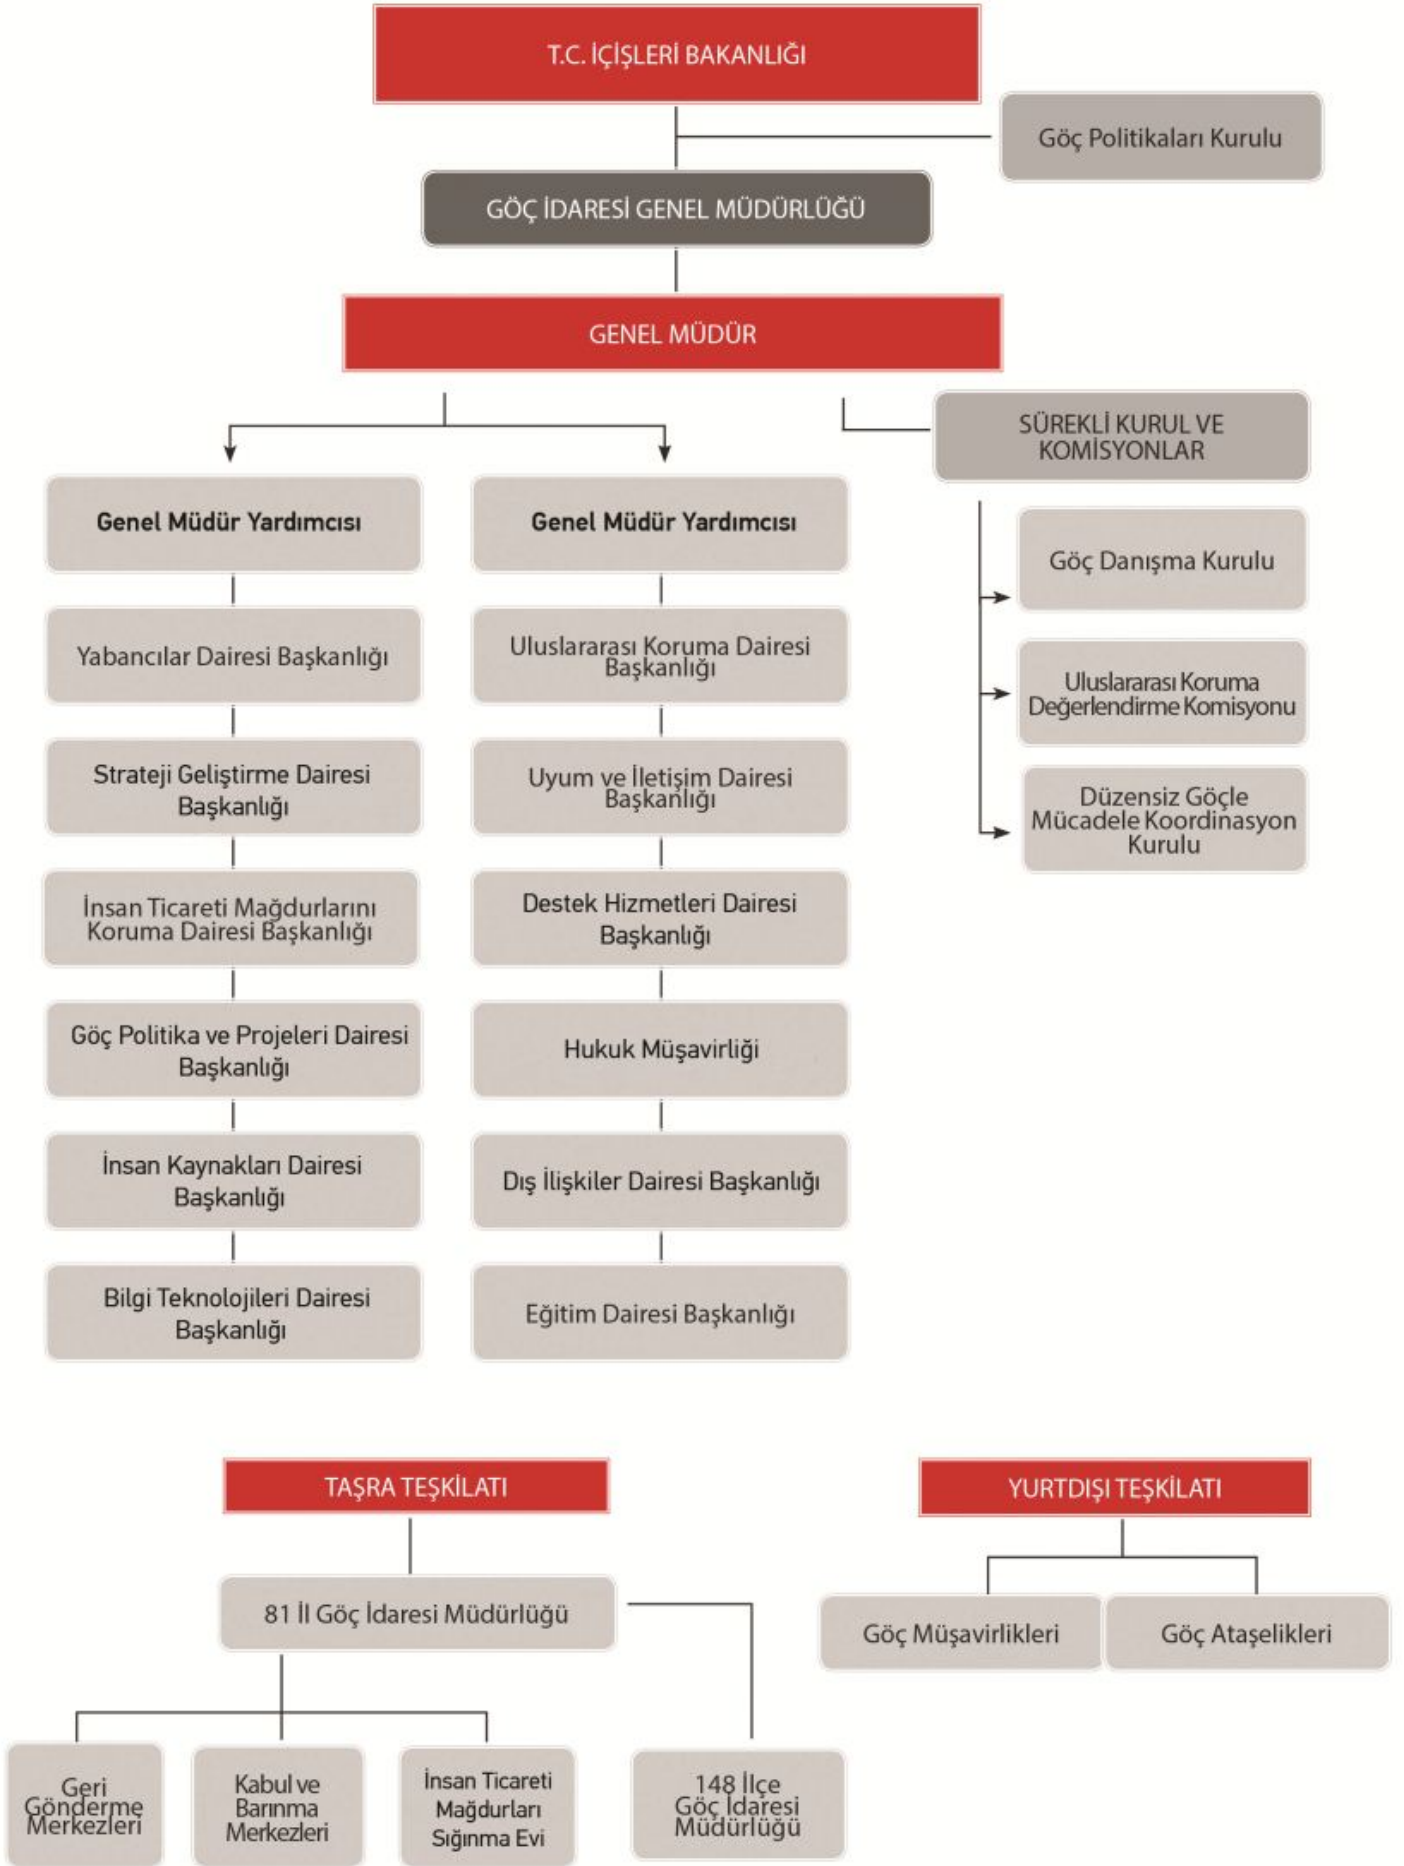 T.C. İÇİŞLERİ BAKANLIĞI
Göç Politikaları Kurulu
GÖÇ İDARESİ GENEL MÜDÜRLÜĞÜ
GENEL MÜDÜR
SÜREKLİ KURUL VE
KOMİSYONLAR
Göç Danışma Kurulu
Uluslararası Koruma
Değerlendirme Komisyonu
Düzensiz Göçle
Mücadele Koordinasyon
Kurulu
Genel Müdür Yardımcısı
Yabancılar Dairesi Başkanlığı
Strateji Geliştirme Dairesi
Başkanlığı
İnsan Ticareti Mağdurlarını
Koruma Dairesi Başkanlığı
Göç Politika ve Projeleri Dairesi
Başkanlığı
İnsan Kaynakları Dairesi
Başkanlığı
Bilgi Teknolojileri Dairesi
Başkanlığı
Genel Müdür Yardımcısı
Uluslararası Koruma Dairesi
Başkanlığı
Uyum ve İletişim Dairesi
Başkanlığı
Destek Hizmetleri Dairesi
Başkanlığı
Hukuk Müşavirliği
Dış İlişkiler Dairesi Başkanlığı
Eğitim Dairesi Başkanlığı
TAŞRA TEŞKİLATI
81 İl Göç İdaresi Müdürlüğü
Geri
Gönderme
Merkezleri
Kabul ve
Barınma
Merkezleri
İnsan Ticareti
Mağdurları
Sığınma Evi
148 İlçe
Göç İdaresi
Müdürlüğü
YURTDIŞI TEŞKİLATI
Göç Müşavirlikleri
Göç Ataşelikleri